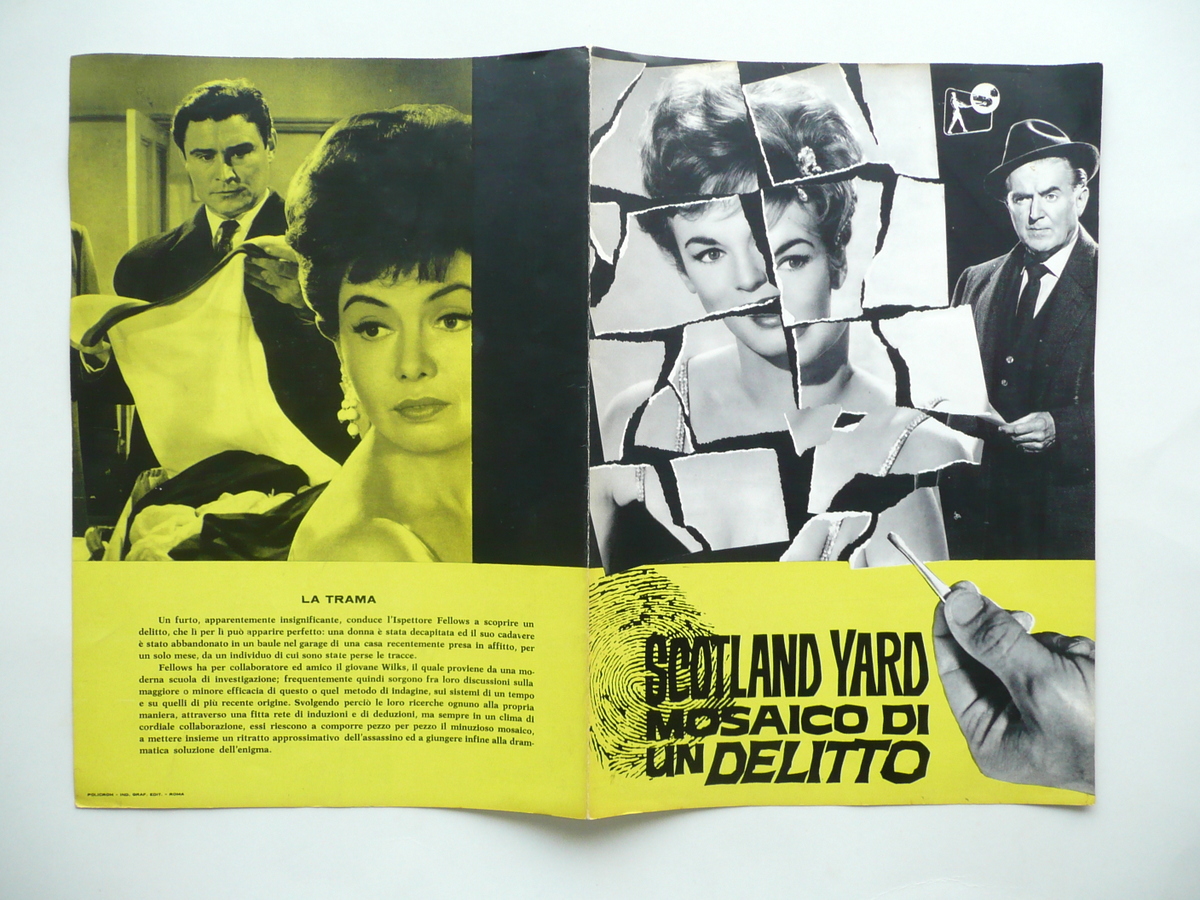 LA TRAMA
Un furto, apparentemente insignificante, conduce l'Ispettore Fellows a scoprire un
delitto, che lì per lì può apparire perfetto: una donna è stata decapitata ed il suo cadavere
è stato abbandonato in un baule nel garage di una casa recentemente presa in affitto, per
un solo mese, da un individuo di cui sono state perse le tracce.
Fellows ha per collaboratore ed amico il giovane Wilks, il quale proviene da una mo-
derna scuola di investigazione; frequentemente quindi sorgono fra loro discussioni sulla
maggiore o minore efficacia di questo o quel metodo di indagine, sui sistemi di un tempo
e su quelli di più recente origine. Svolgendo perciò le loro ricerche ognuno alla propria
maniera, attraverso una fitta rete di induzioni e di deduzioni, ma sempre in un clima di
cordiale collaborazione, essi riescono a comporre pezzo per pezzo il minuzioso mosaico,
a mettere insieme un ritratto approssimativo dell'assassino ed a giungere infine alla dram-
matica soluzione dell'enigma.
POLICROM - IND. GRAF. EDIT. - ROMA
SCOTLAND YARD
MOSAICO DI
UN DELITTO